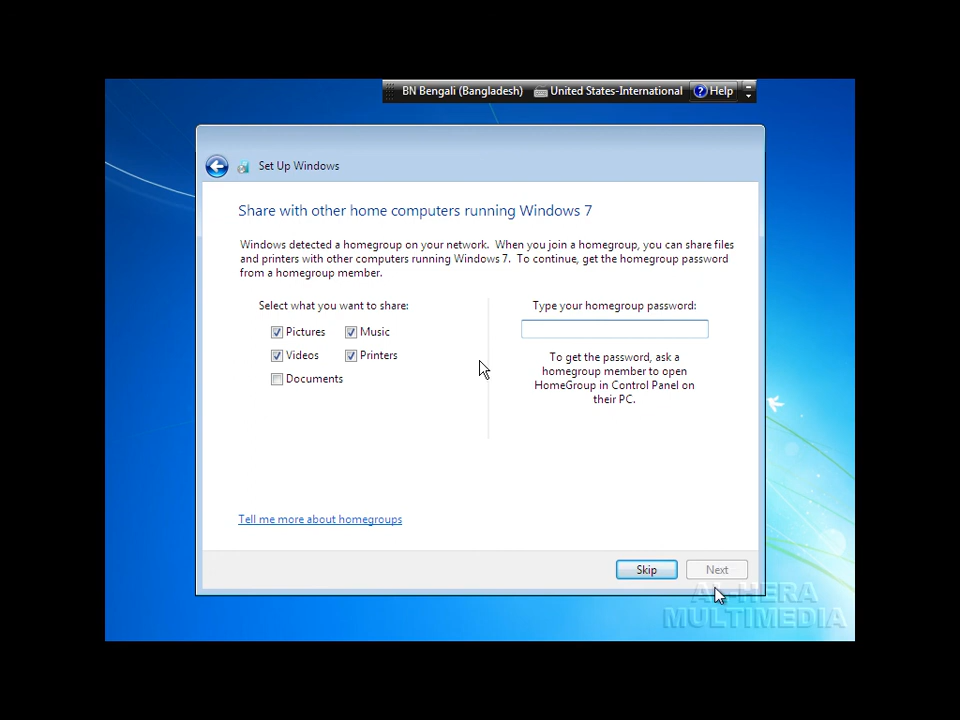 BN Bengali (Bangladesh) United States-International Help
Set Up Windows
Share with other home computers running Windows 7
Windows detected a homegroup on your network. When you join a homegroup, you can share files
and printers with other computers running Windows 7. To continue, get the homegroup password
from a homegroup member.
Select what you want to share:
Pictures Music
Videos Printers
Documents
Type your homegroup password:
To get the password, ask a
homegroup member to open
HomeGroup in Control Panel on
their PC.
Tell me more about homegroups
Skip Next
AL-HERA
MULTIMEDIA